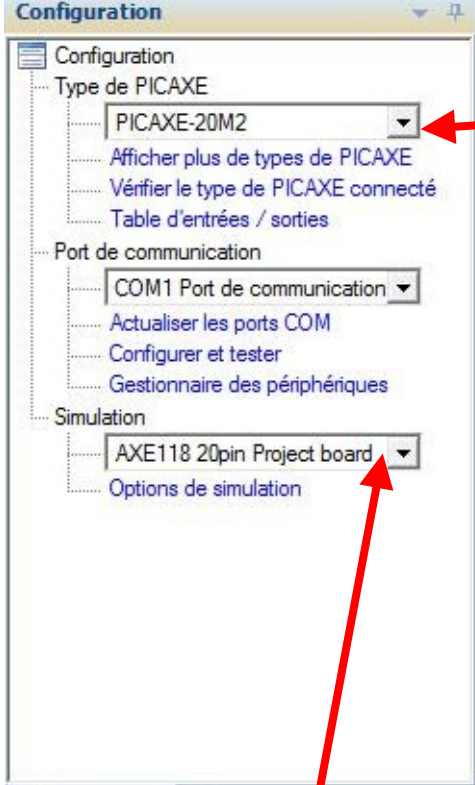 Configuration
Configuration
Type de PICAXE
PICAXE-20M2
Afficher plus de types de PICAXE
Vérifier le type de PICAXE connecté
Table d'entrées / sorties
Port de communication
COM1 Port de communication
Actualiser les ports COM
Configurer et tester
Gestionnaire des périphériques
Simulation
AXE118 20pin Project board
Options de simulation